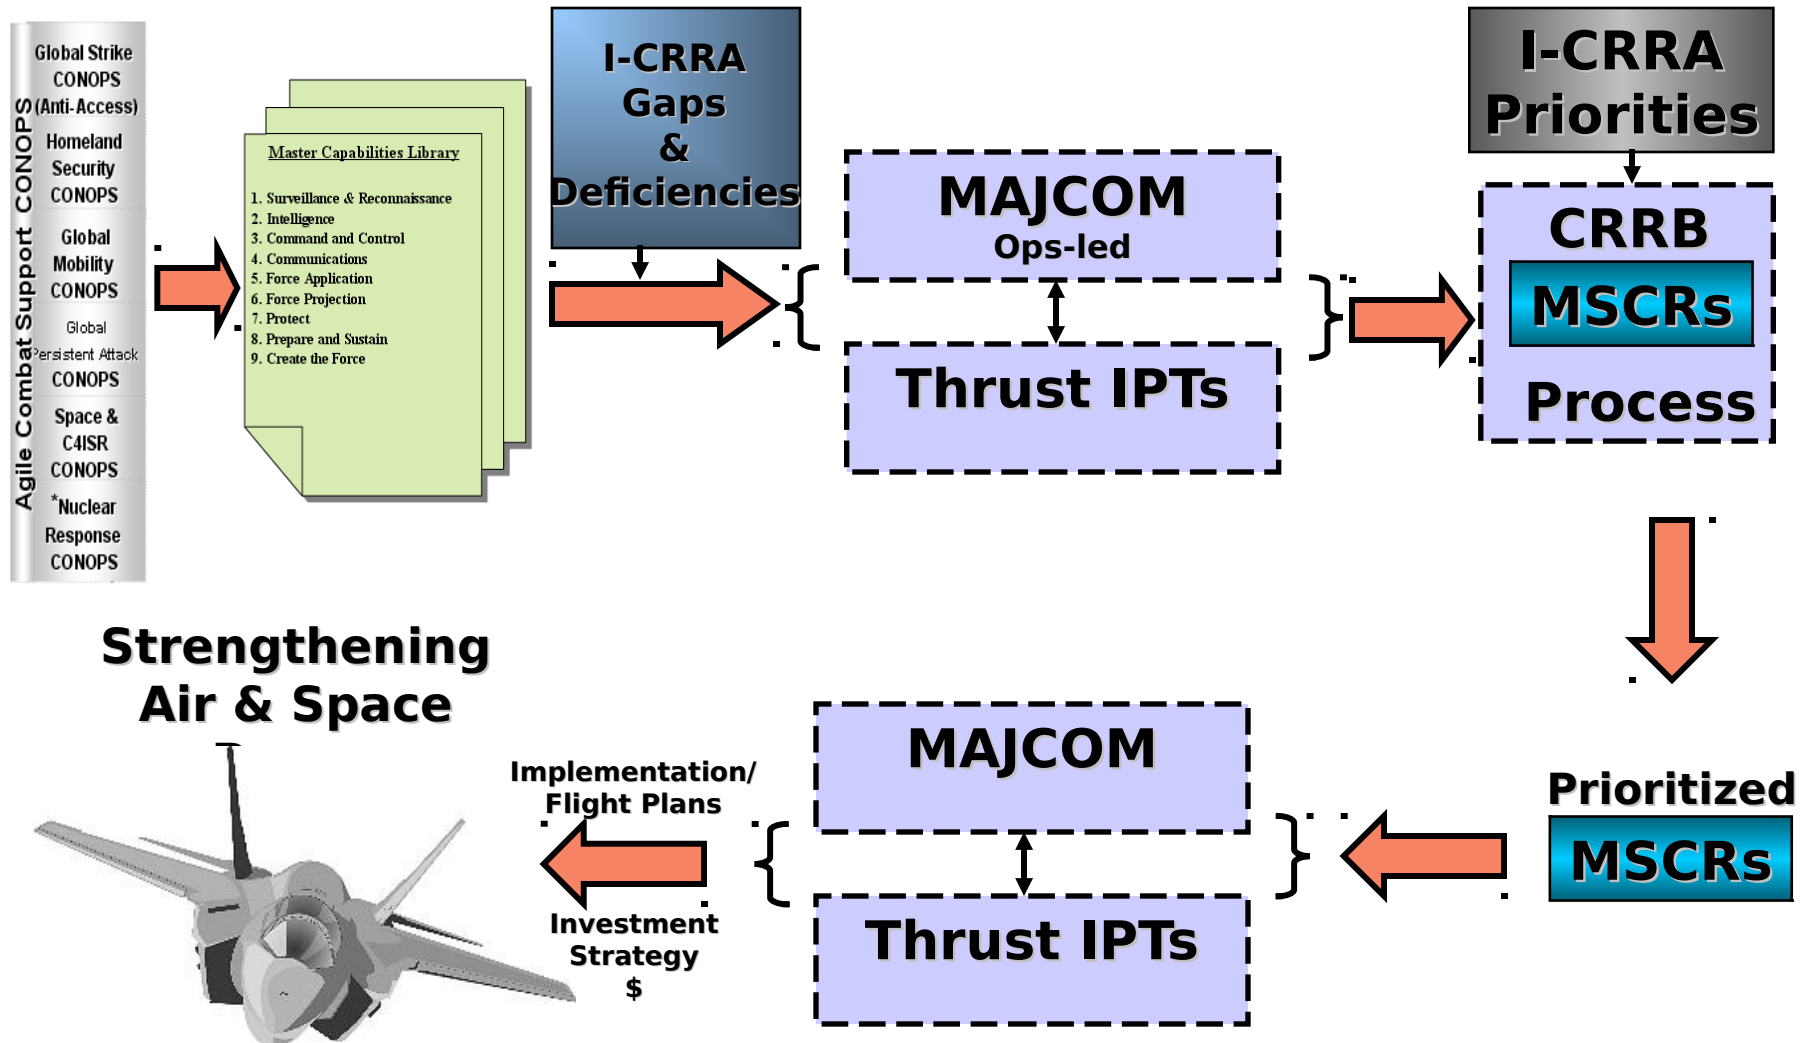 Agile Combat Support CONOPS
Global Strike
CONOPS
(Anti-Access)
Homeland
Security
CONOPS
Global
Mobility
CONOPS
Global
Persistent Attack
CONOPS
Space &
C4ISR
CONOPS
*Nuclear
Response
CONOPS
Master Capabilities Library
1. Surveillance & Reconnaissance
2. Intelligence
3. Command and Control
4. Communications
5. Force Application
6. Force Projection
7. Protect
8. Prepare and Sustain
9. Create the Force
I-CRRA
Gaps
&
Deficiencies
MAJCOM
Ops-led
Thrust IPTs
I-CRRA
Priorities
CRRB
MSCRs
Process
Prioritized
MSCRs
MAJCOM
Thrust IPTs
Implementation/
Flight Plans
Investment
Strategy
$
Strengthening
Air & Space